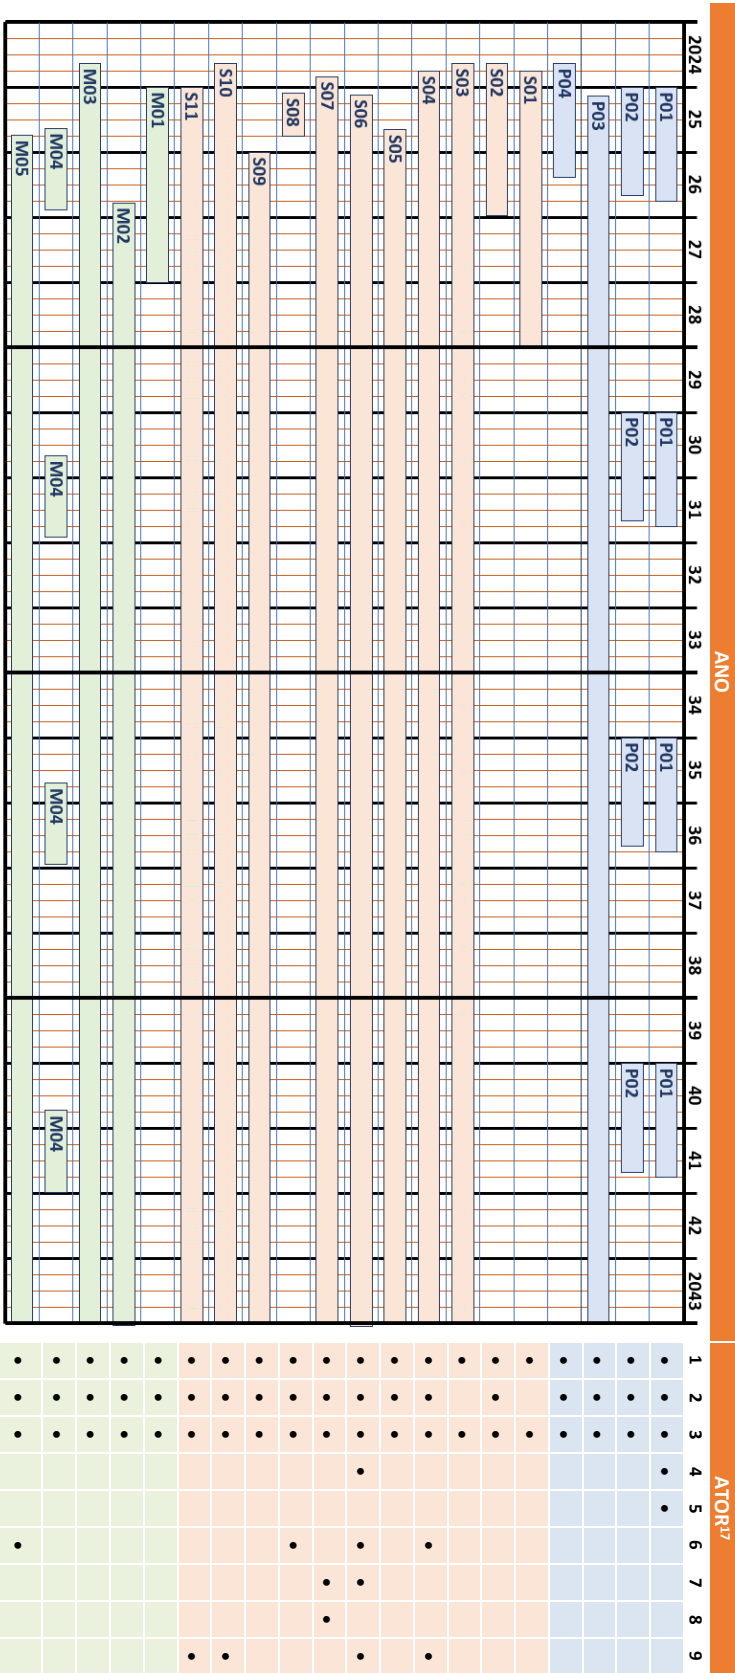 ANO ATOR¹⁷
2024 25 26 27 28 29 30 31 32 33 34 35 36 37 38 39 40 41 42 2043 1 2 3 4 5 6 7 8 9
P01 P01 P01 P01
P02 P02 P02 P02
P03
P04
S01
S02
S03
S04
S05
S06
S07
S08
S09
S10
S11
M01
M02
M03
M04 M04 M04 M04
M05